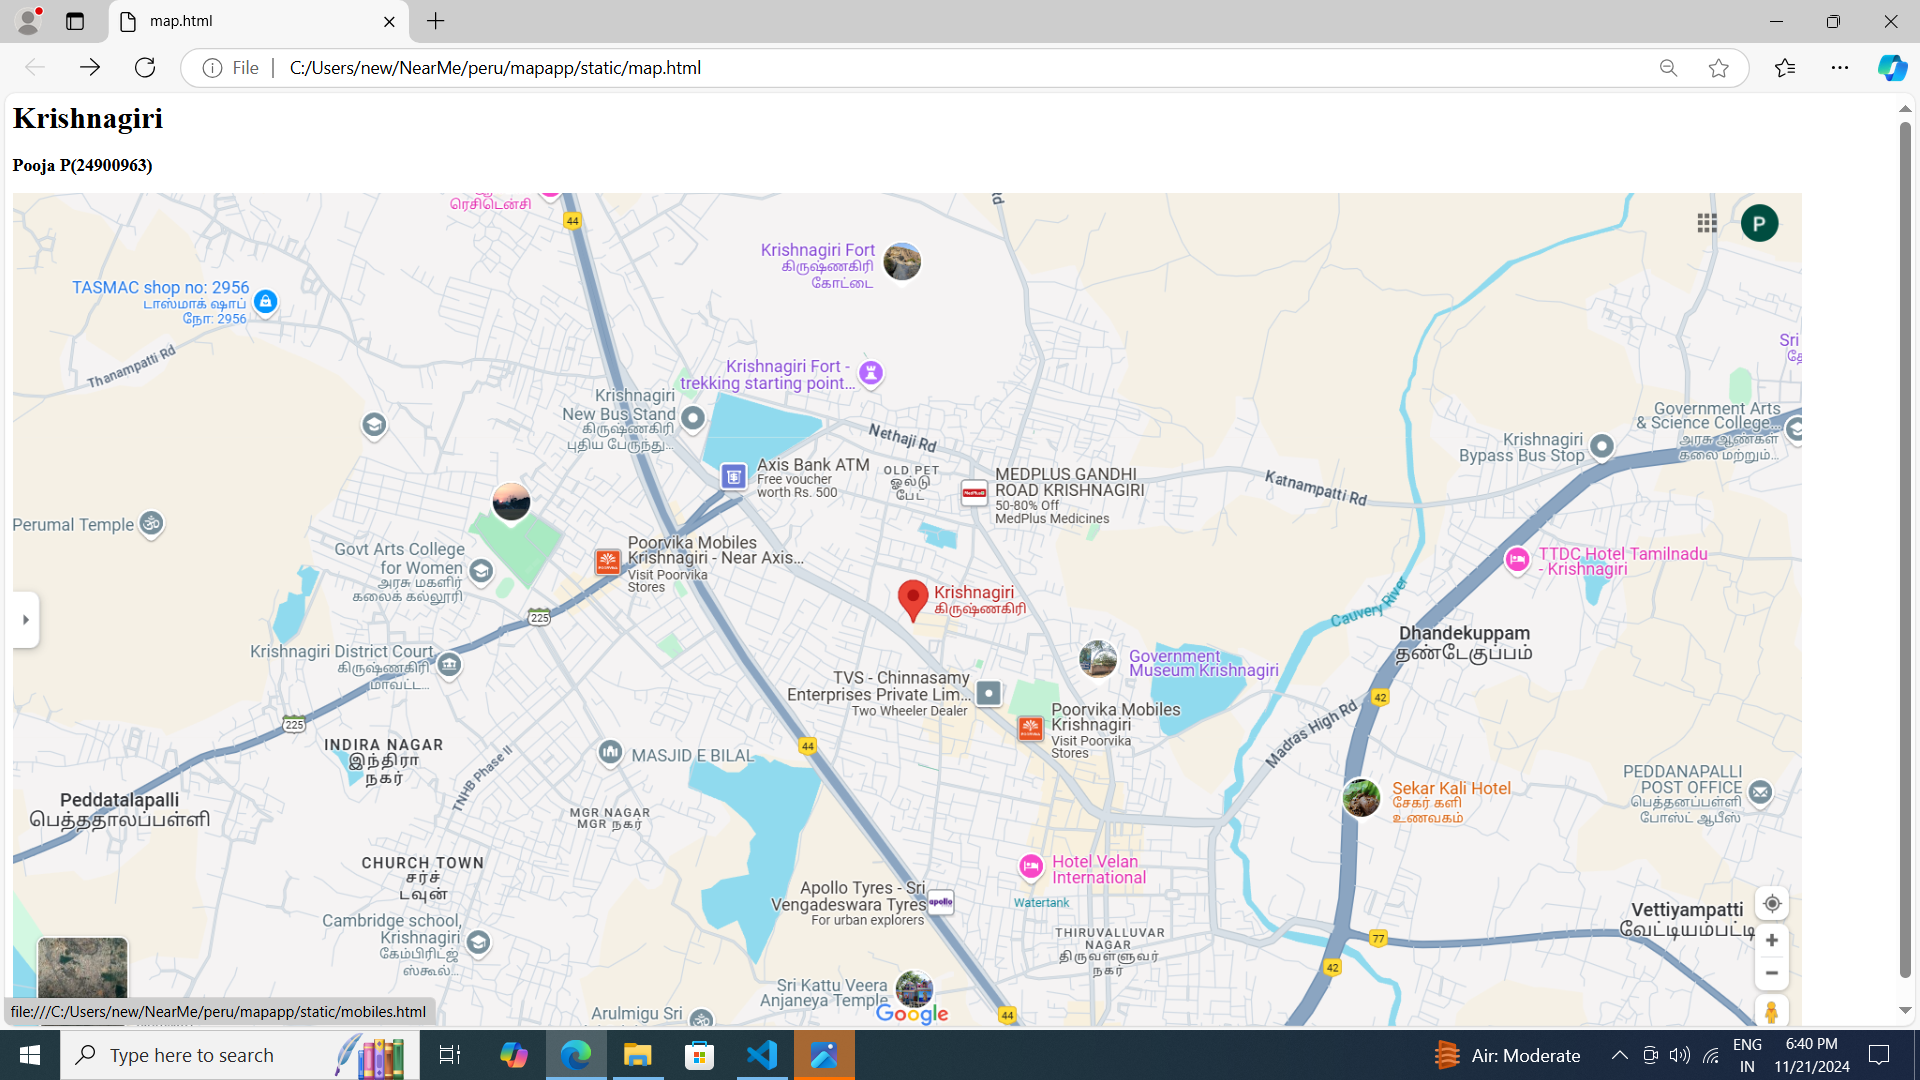 map.html
File
C:/Users/new/NearMe/peru/mapapp/static/map.html
Krishnagiri
Pooja P(24900963)
ரெசிடென்சி
44
P
Krishnagiri Fort
கிருஷ்ணகிரி
கோட்டை
TASMAC shop no: 2956
டாஸ்மாக் ஷாப்
நோ: 2956
Thanampatti Rd
Krishnagiri Fort -
trekking starting point...
Sri
Krishnagiri
New Bus Stand
கிருஷ்ணகிரி
புதிய பேருந்து...
Nethaji Rd
Government Arts
& Science College...
அரசு ஆண்கள்
கலை மற்றும்...
Krishnagiri
Bypass Bus Stop
Axis Bank ATM
Free voucher
worth Rs. 500
OLD PET
ஓல்டு
பேட்
MEDPLUS GANDHI
ROAD KRISHNAGIRI
50-80% Off
MedPlus Medicines
Katnampatti Rd
Perumal Temple
Govt Arts College
for Women
அரசு மகளிர்
கலைக் கல்லூரி
Poorvika Mobiles
Krishnagiri - Near Axis...
Visit Poorvika
Stores
TTDC Hotel Tamilnadu
- Krishnagiri
Krishnagiri
கிருஷ்ணகிரி
Cauvery River
225
Dhandekuppam
தண்டேகுப்பம்
Krishnagiri District Court
கிருஷ்ணகிரி
மாவட்ட...
Government
Museum Krishnagiri
TVS - Chinnasamy
Enterprises Private Lim...
Two Wheeler Dealer
42
Poorvika Mobiles
Krishnagiri
Visit Poorvika
Stores
Madras High Rd
225
INDIRA NAGAR
இந்திரா
நகர்
44
MASJID E BILAL
TNHB Phase II
Peddatalapalli
பெத்ததாலப்பள்ளி
MGR NAGAR
MGR நகர்
Sekar Kali Hotel
சேகர் களி
உணவகம்
PEDDANAPALLI
POST OFFICE
பெத்தனப்பள்ளி
போஸ்ட் ஆபீஸ்
CHURCH TOWN
சர்ச்
டவுன்
Hotel Velan
International
Apollo Tyres - Sri
Vengadeswara Tyres
For urban explorers
apollo
Watertank
Cambridge school,
Krishnagiri
கேம்பிரிட்ஜ்
ஸ்கூல்...
THIRUVALLUVAR
NAGAR
திருவள்ளுவர்
நகர்
Vettiyampatti
வேட்டியம்பட்டி
77
42
Sri Kattu Veera
Anjaneya Temple
Arulmigu Sri
Google
44
file:///C:/Users/new/NearMe/peru/mapapp/static/mobiles.html
Type here to search
Air: Moderate
ENG
IN
6:40 PM
11/21/2024